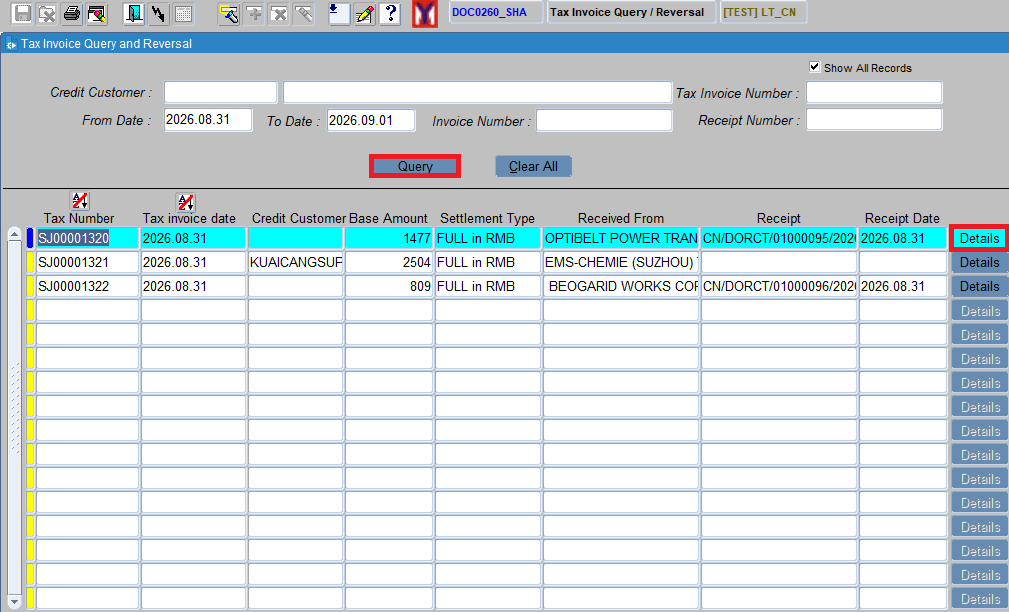 DOC0260_SHA Tax Invoice Query / Reversal [TEST] LT_CN
Tax Invoice Query and Reversal
Show All Records
Credit Customer : Tax Invoice Number :
From Date : 2026.08.31 To Date : 2026.09.01 Invoice Number : Receipt Number :
Query Clear All
Tax Number Tax invoice date Credit Customer Base Amount Settlement Type Received From Receipt Receipt Date
SJ00001320 2026.08.31 1477 FULL in RMB OPTIBELT POWER TRAN CN/DORCT/01000095/202 2026.08.31 Details
SJ00001321 2026.08.31 KUAICANGSUF 2504 FULL in RMB EMS-CHEMIE (SUZHOU) Details
SJ00001322 2026.08.31 809 FULL in RMB BEOGARID WORKS COR CN/DORCT/01000096/202 2026.08.31 Details
Details
Details
Details
Details
Details
Details
Details
Details
Details
Details
Details
Details
Details